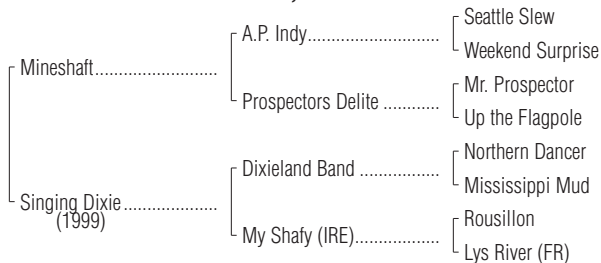 Seattle Slew
A.P. Indy............................
Weekend Surprise
Mineshaft..........................
Mr. Prospector
Prospectors Delite ............
Up the Flagpole
Northern Dancer
Dixieland Band .................
Mississippi Mud
Singing Dixie ....................
(1999)
Rousillon
My Shafy (IRE)..................
Lys River (FR)